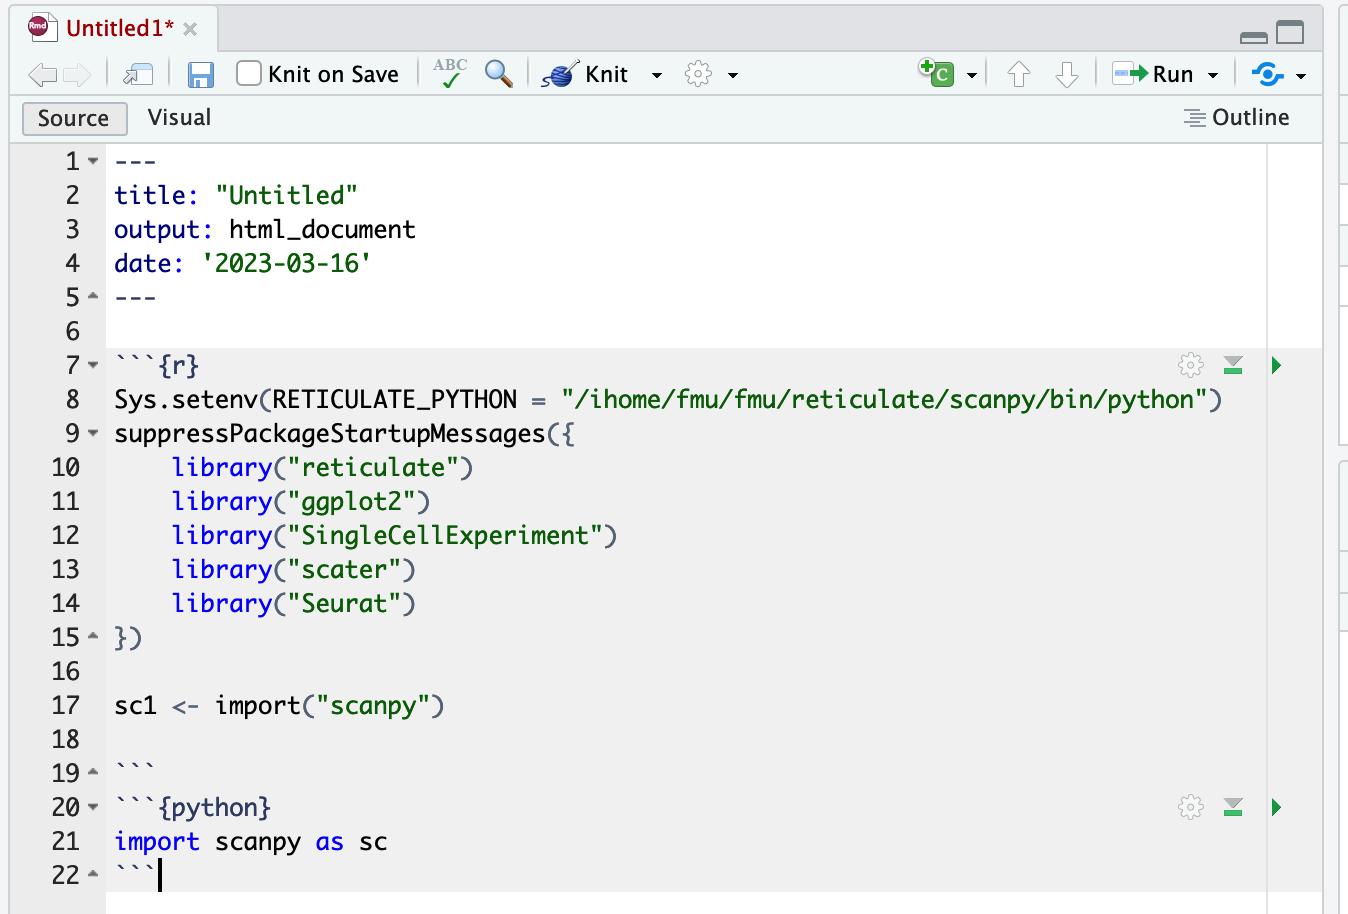 Rmd Untitled1*
Knit on Save ABC Knit C Run
Source Visual Outline
1 ---
2 title: "Untitled"
3 output: html_document
4 date: '2023-03-16'
5 ---
6
7 ```{r}
8 Sys.setenv(RETICULATE_PYTHON = "/ihome/fmu/fmu/reticulate/scanpy/bin/python")
9 suppressPackageStartupMessages({
10     library("reticulate")
11     library("ggplot2")
12     library("SingleCellExperiment")
13     library("scater")
14     library("Seurat")
15 })
16
17 sc1 <- import("scanpy")
18
19 ```
20 ```{python}
21 import scanpy as sc
22 ```